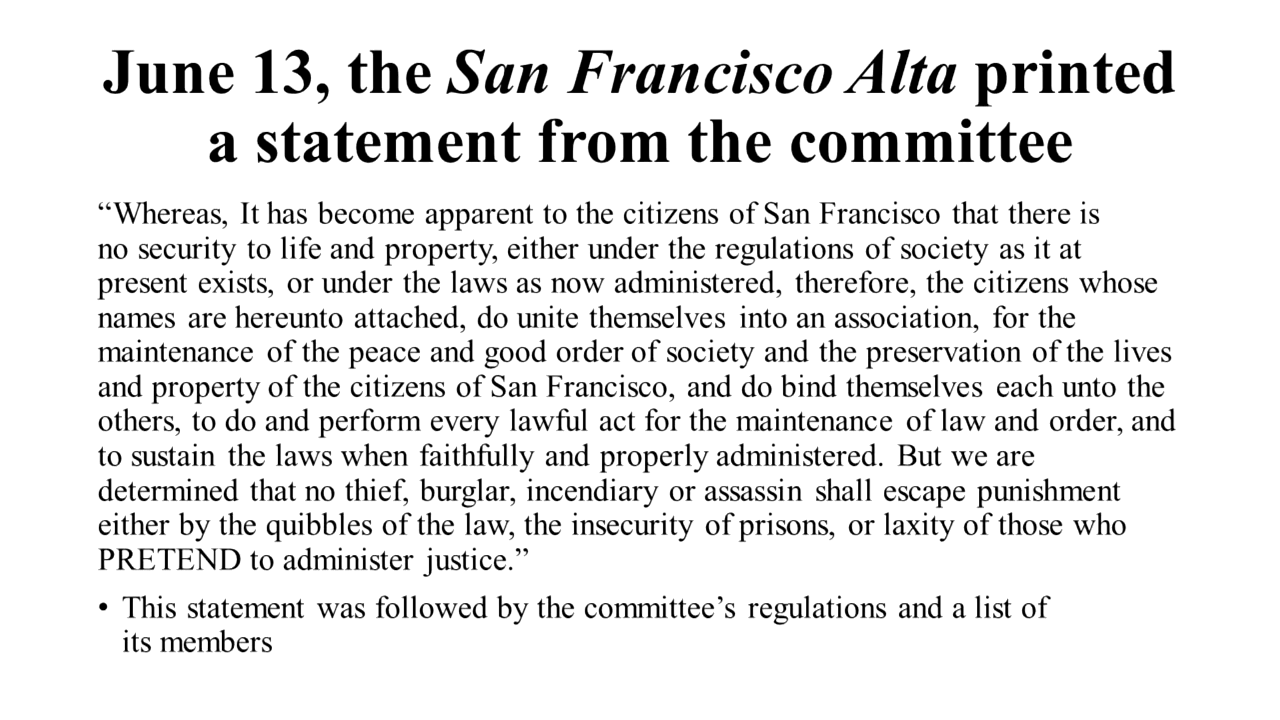 June 13, the San Francisco Alta printed
a statement from the committee
“Whereas, It has become apparent to the citizens of San Francisco that there is
no security to life and property, either under the regulations of society as it at
present exists, or under the laws as now administered, therefore, the citizens whose
names are hereunto attached, do unite themselves into an association, for the
maintenance of the peace and good order of society and the preservation of the lives
and property of the citizens of San Francisco, and do bind themselves each unto the
others, to do and perform every lawful act for the maintenance of law and order, and
to sustain the laws when faithfully and properly administered. But we are
determined that no thief, burglar, incendiary or assassin shall escape punishment
either by the quibbles of the law, the insecurity of prisons, or laxity of those who
PRETEND to administer justice.”
• This statement was followed by the committee’s regulations and a list of
its members